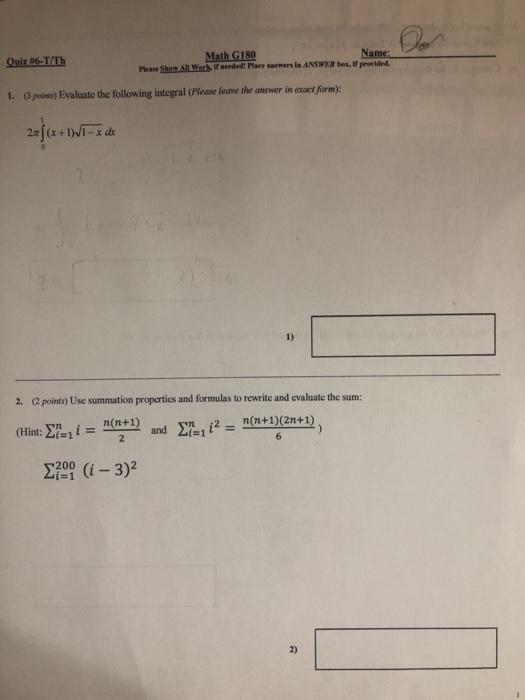 Math G180 Name:
Quiz #6-T/Th
Please Show All Work, if needed! Place answers in ANSWER box, if provided.
1. (3 points) Evaluate the following integral (Please leave the answer in exact form):
2π∫₀¹(x+1)√1−x dx
1)
2. (2 points) Use summation properties and formulas to rewrite and evaluate the sum:
(Hint: Σⁿᵢ₌₁ i = n(n+1)/2 and Σⁿᵢ₌₁ i² = n(n+1)(2n+1)/6 )
Σ²⁰⁰ᵢ₌₁ (i − 3)²
2)